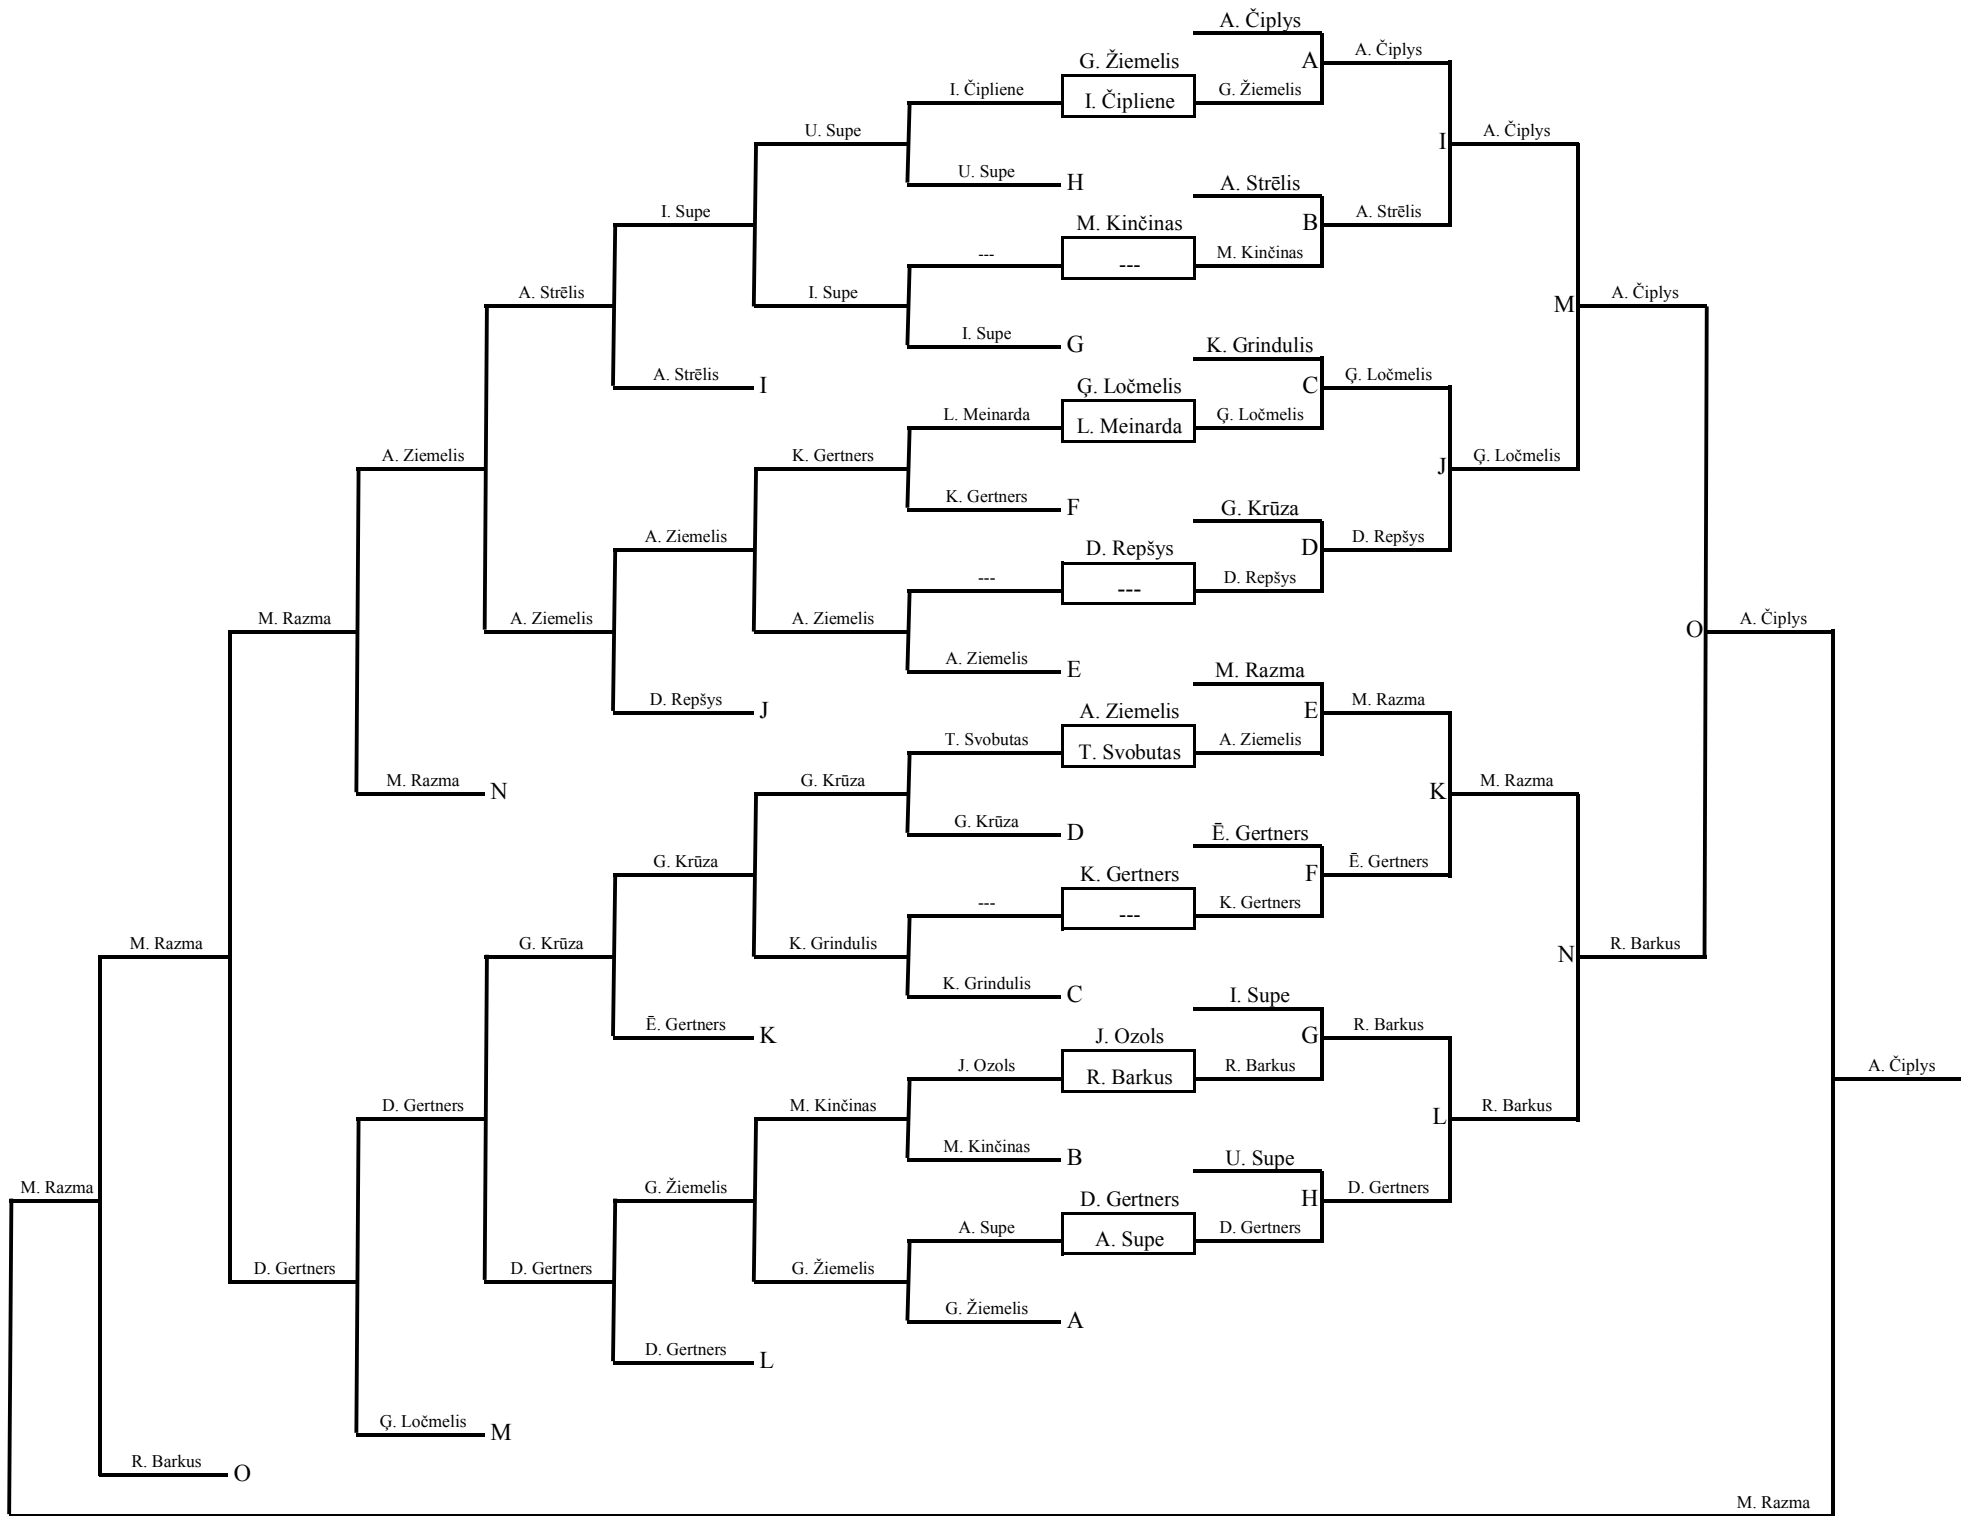 A. Čiplys
A. Čiplys
G. Žiemelis
A
I. Čipliene
I. Čipliene
G. Žiemelis
U. Supe
A. Čiplys
I
U. Supe
H
A. Strēlis
I. Supe
A. Strēlis
M. Kinčinas
B
---
---
M. Kinčinas
A. Strēlis
I. Supe
A. Čiplys
M
I. Supe
G
K. Grindulis
A. Strēlis
I
Ģ. Ločmelis
C
Ģ. Ločmelis
L. Meinarda
L. Meinarda
Ģ. Ločmelis
A. Ziemelis
K. Gertners
J
Ģ. Ločmelis
K. Gertners
F
G. Krūza
A. Ziemelis
D. Repšys
D
D. Repšys
---
---
D. Repšys
M. Razma
A. Ziemelis
A. Ziemelis
O
A. Čiplys
A. Ziemelis
E
M. Razma
D. Repšys
J
A. Ziemelis
E
M. Razma
T. Svobutas
T. Svobutas
A. Ziemelis
M. Razma
N
G. Krūza
K
M. Razma
G. Krūza
D
Ē. Gertners
G. Krūza
K. Gertners
F
Ē. Gertners
---
---
K. Gertners
M. Razma
G. Krūza
K. Grindulis
N
R. Barkus
K. Grindulis
C
I. Supe
Ē. Gertners
K
J. Ozols
G
R. Barkus
J. Ozols
R. Barkus
R. Barkus
A. Čiplys
D. Gertners
M. Kinčinas
L
R. Barkus
M. Kinčinas
B
U. Supe
M. Razma
G. Žiemelis
D. Gertners
H
D. Gertners
A. Supe
A. Supe
D. Gertners
D. Gertners
D. Gertners
G. Žiemelis
G. Žiemelis
A
D. Gertners
L
Ģ. Ločmelis
M
R. Barkus
O
M. Razma